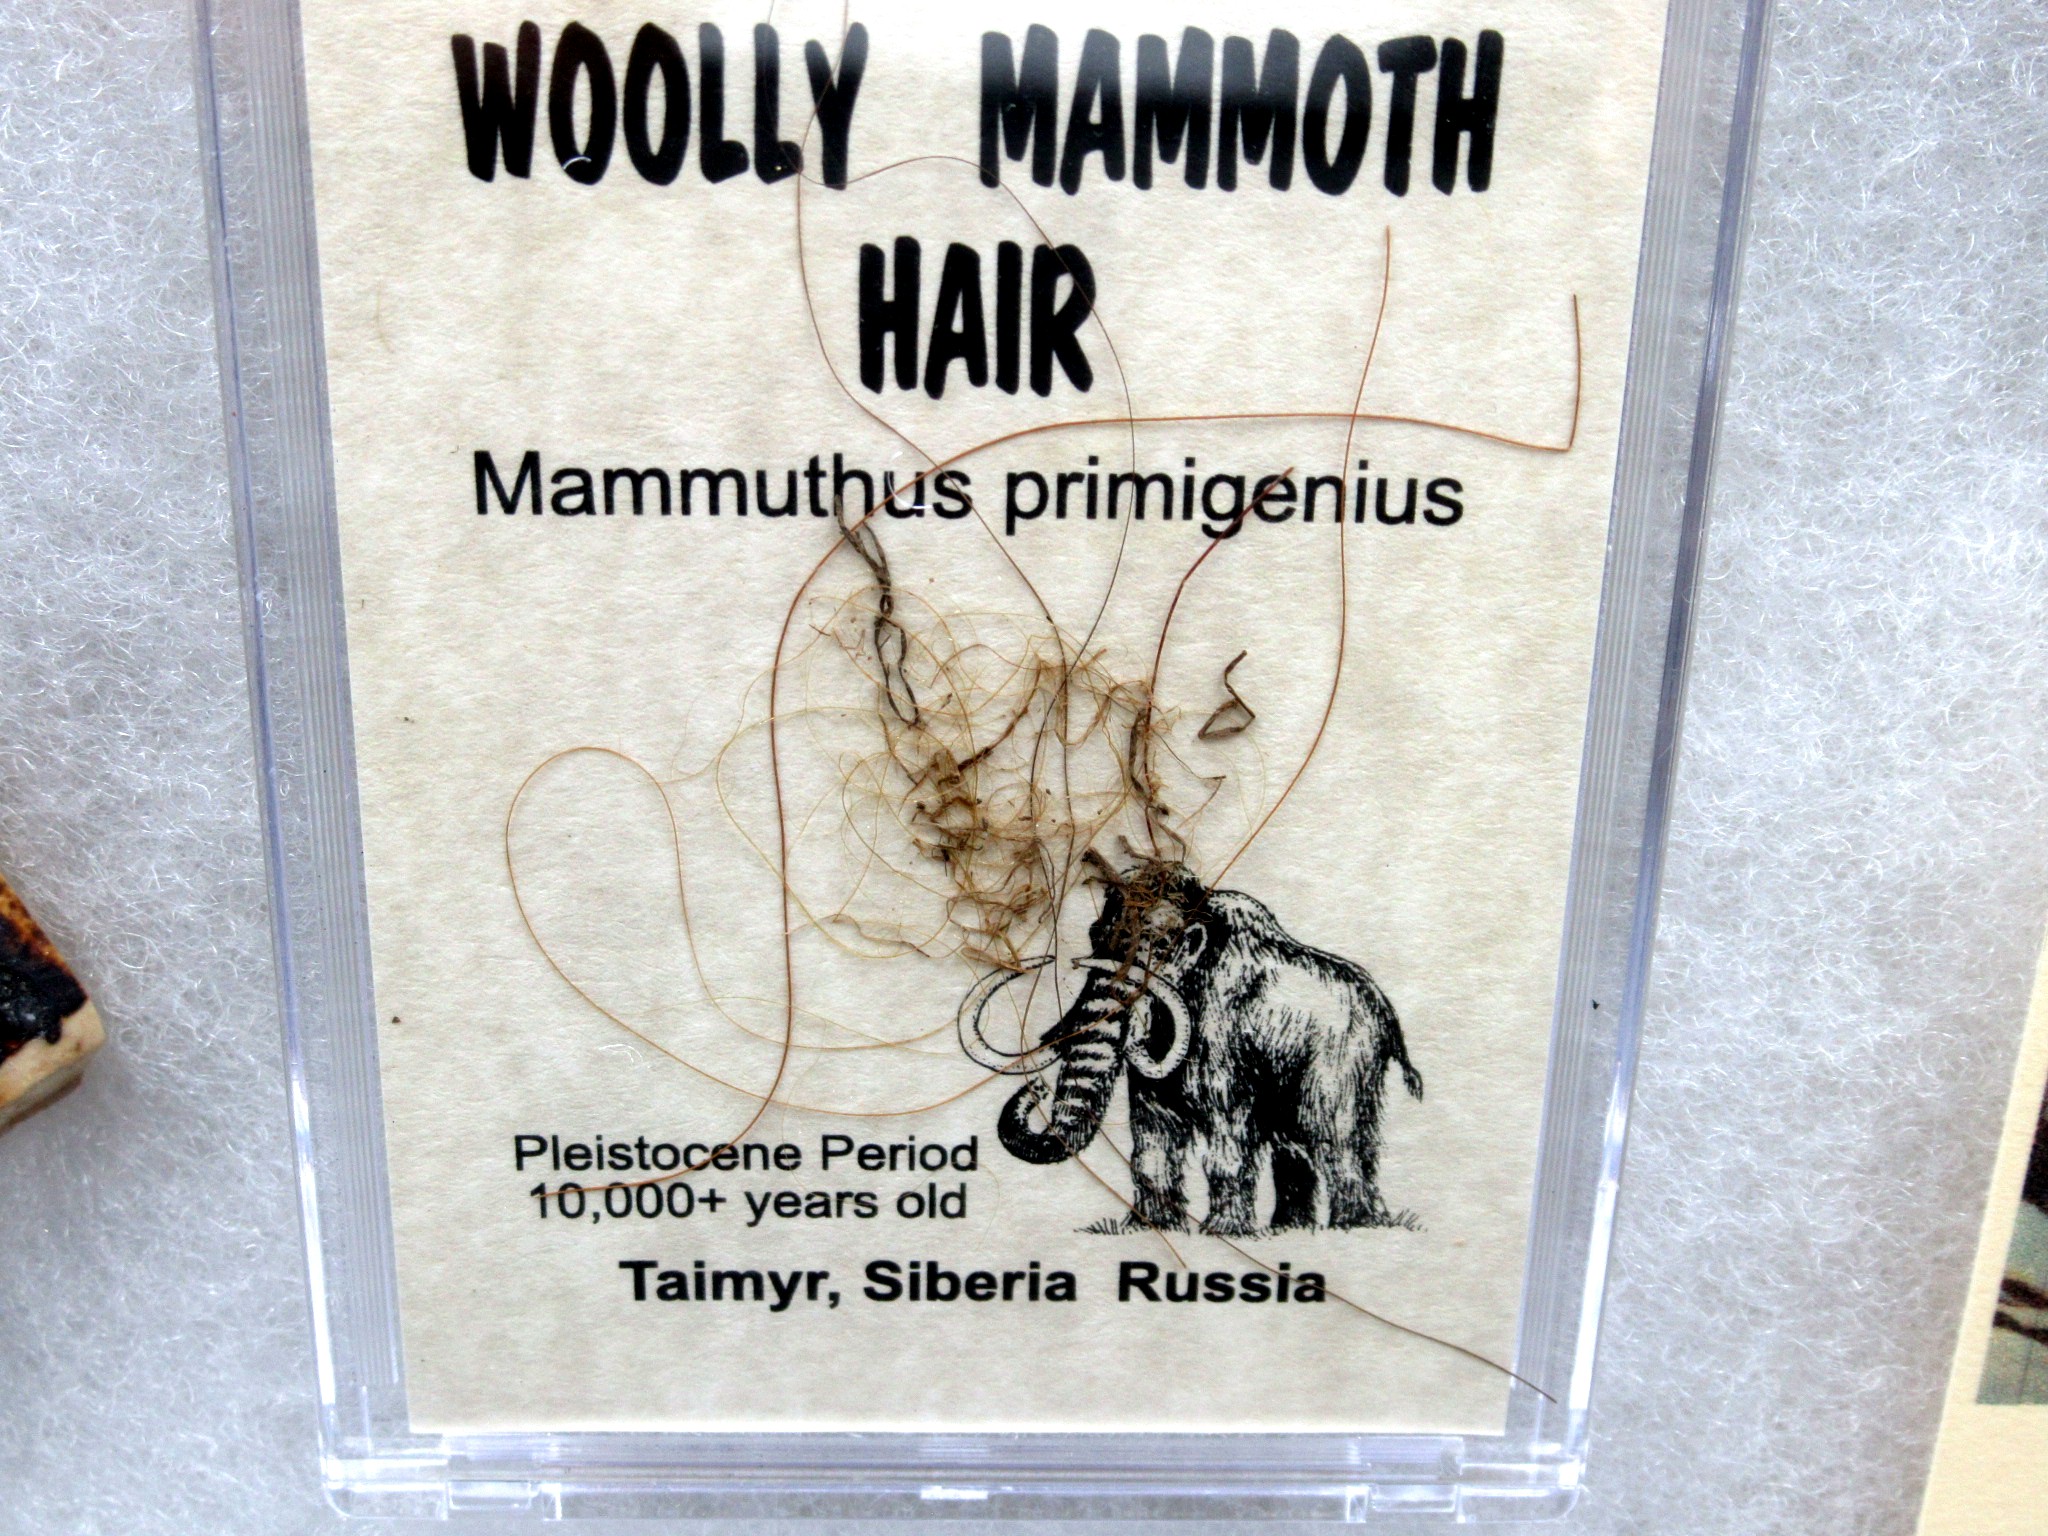 WOOLLY MAMMOTH
HAIR
Mammuthus primigenius
Pleistocene Period
10,000+ years old
Taimyr, Siberia Russia